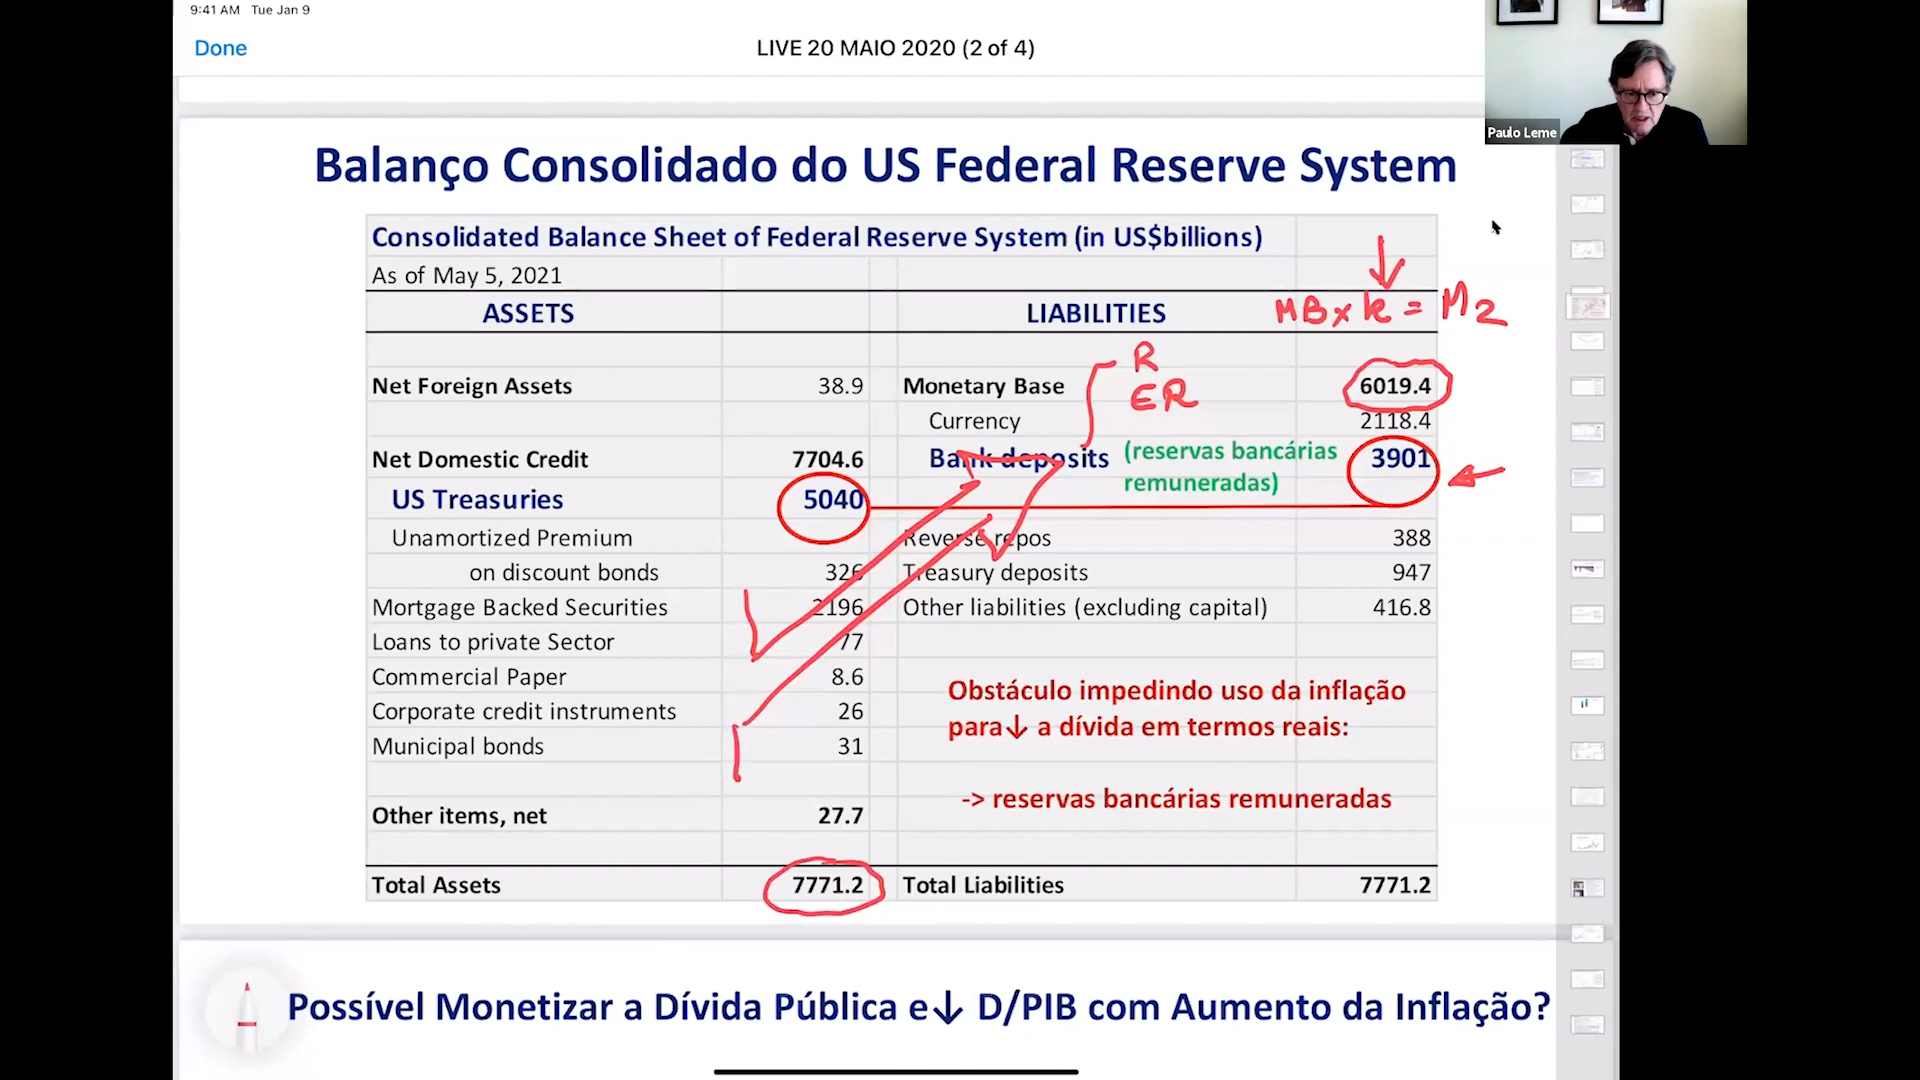 9:41 AM Tue Jan 9
Done
LIVE 20 MAIO 2020 (2 of 4)
Paulo Leme
Balanço Consolidado do US Federal Reserve System
Consolidated Balance Sheet of Federal Reserve System (in US$billions)
As of May 5, 2021
ASSETS LIABILITIES MB x k = M2
R
Net Foreign Assets 38.9 Monetary Base ER 6019.4
Currency 2118.4
Net Domestic Credit 7704.6 Bank deposits (reservas bancárias remuneradas) 3901
US Treasuries 5040
Unamortized Premium Reverse repos 388
on discount bonds 326 Treasury deposits 947
Mortgage Backed Securities 2196 Other liabilities (excluding capital) 416.8
Loans to private Sector 77
Commercial Paper 8.6
Corporate credit instruments 26
Municipal bonds 31
Obstáculo impedindo uso da inflação
para↓ a dívida em termos reais:
-> reservas bancárias remuneradas
Other items, net 27.7
Total Assets 7771.2 Total Liabilities 7771.2
Possível Monetizar a Dívida Pública e↓ D/PIB com Aumento da Inflação?